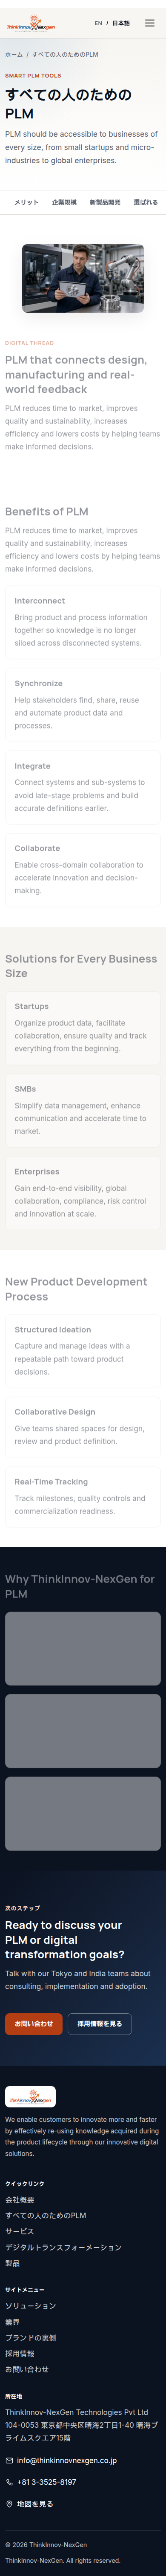 ThinkInnov-NexGen
EN / 日本語
ホーム / すべての人のためのPLM
SMART PLM TOOLS
すべての人のための
PLM
PLM should be accessible to businesses of
every size, from small startups and micro-
industries to global enterprises.
メリット 企業規模 新製品開発 選ばれる
DIGITAL THREAD
PLM that connects design,
manufacturing and real-
world feedback
PLM reduces time to market, improves
quality and sustainability, increases
efficiency and lowers costs by helping teams
make informed decisions.
Benefits of PLM
PLM reduces time to market, improves
quality and sustainability, increases
efficiency and lowers costs by helping teams
make informed decisions.
Interconnect
Bring product and process information
together so knowledge is no longer
siloed across disconnected systems.
Synchronize
Help stakeholders find, share, reuse
and automate product data and
processes.
Integrate
Connect systems and sub-systems to
avoid late-stage problems and build
accurate definitions earlier.
Collaborate
Enable cross-domain collaboration to
accelerate innovation and decision-
making.
Solutions for Every Business
Size
Startups
Organize product data, facilitate
collaboration, ensure quality and track
everything from the beginning.
SMBs
Simplify data management, enhance
communication and accelerate time to
market.
Enterprises
Gain end-to-end visibility, global
collaboration, compliance, risk control
and innovation at scale.
New Product Development
Process
Structured Ideation
Capture and manage ideas with a
repeatable path toward product
decisions.
Collaborative Design
Give teams shared spaces for design,
review and product definition.
Real-Time Tracking
Track milestones, quality controls and
commercialization readiness.
Why ThinkInnov-NexGen for
PLM
次のステップ
Ready to discuss your
PLM or digital
transformation goals?
Talk with our Tokyo and India teams about
consulting, implementation and adoption.
お問い合わせ 採用情報を見る
ThinkInnov-NexGen
We enable customers to innovate more and faster
by effectively re-using knowledge acquired during
the product lifecycle through our innovative digital
solutions.
クイックリンク
会社概要
すべての人のためのPLM
サービス
デジタルトランスフォーメーション
製品
サイトメニュー
ソリューション
業界
ブランドの裏側
採用情報
お問い合わせ
所在地
ThinkInnov-NexGen Technologies Pvt Ltd
104-0053 東京都中央区晴海2丁目1-40 晴海プ
ライムスクエア15階
info@thinkinnovnexgen.co.jp
+81 3-3525-8197
地図を見る
© 2026 ThinkInnov-NexGen
ThinkInnov-NexGen. All rights reserved.